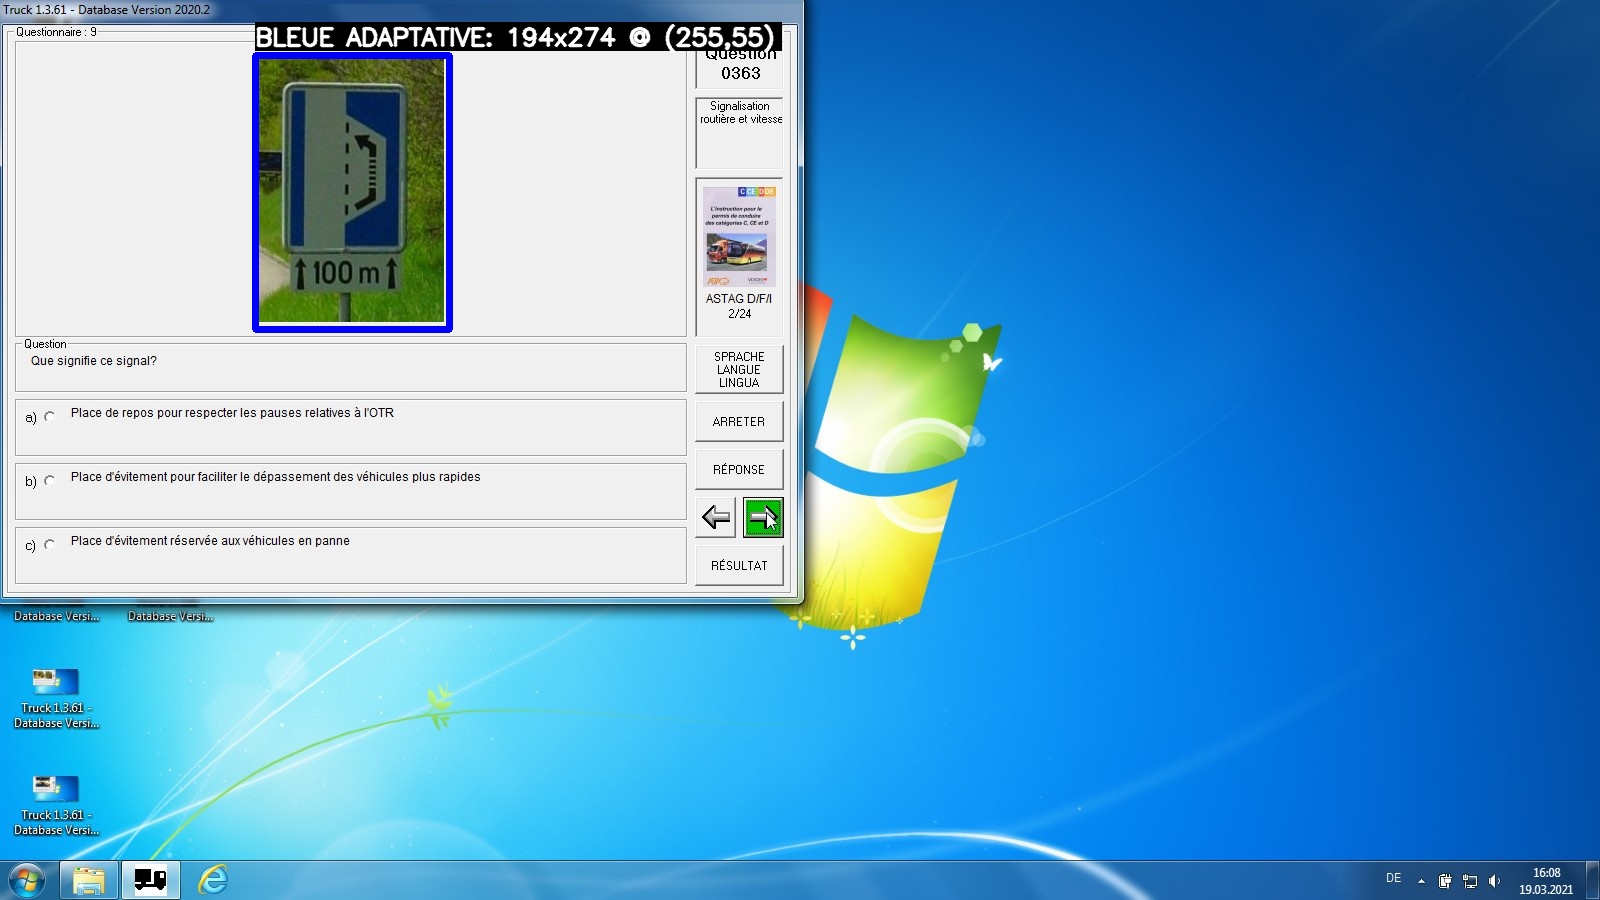 Truck 1.3.61 - Database Version 2020.2
Questionnaire : 9
BLEUE ADAPTATIVE: 194x274 @ (255,55)
Question
0363
Signalisation
routière et vitesse
100 m
C CE D DE
L'instruction pour le
permis de conduire
des catégories C, CE et D
ASTAG D/F/I
2/24
Question
Que signifie ce signal?
SPRACHE
LANGUE
LINGUA
a) Place de repos pour respecter les pauses relatives à l'OTR
ARRETER
b) Place d'évitement pour faciliter le dépassement des véhicules plus rapides
RÉPONSE
c) Place d'évitement réservée aux véhicules en panne
RÉSULTAT
Database Versi...
Database Versi...
Truck 1.3.61 -
Database Versi...
Truck 1.3.61 -
Database Versi...
DE
16:08
19.03.2021